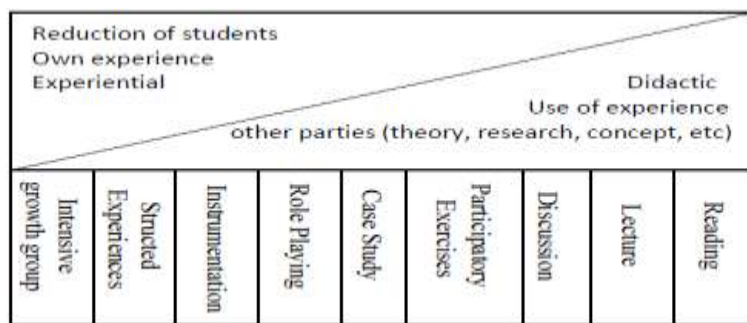 Reduction of students
Own experience
Experiential
Didactic
Use of experience
other parties (theory, research, concept, etc)
Intensive
growth group
Structed
Experiences
Instrumentation
Role Playing
Case Study
Participatory
Exercises
Discussion
Lecture
Reading